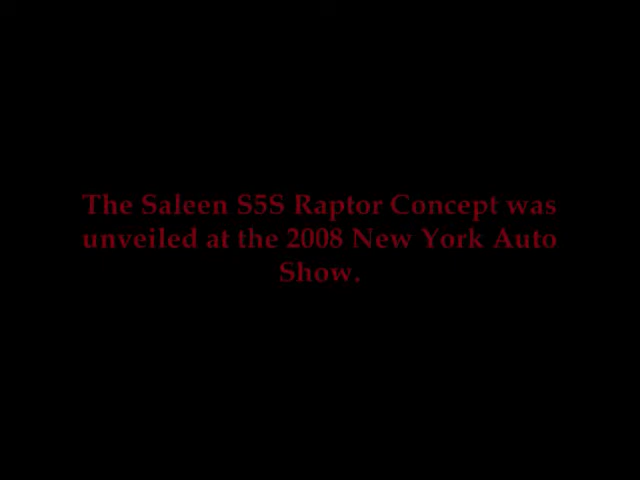 The Saleen S5S Raptor Concept was
unveiled at the 2008 New York Auto
Show.